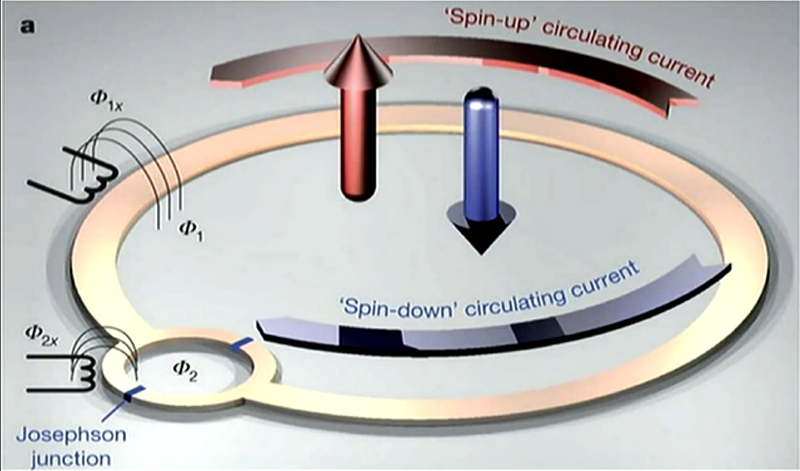 a
'Spin-up' circulating current
Φ1x
Φ1
'Spin-down' circulating current
Φ2x
Φ2
Josephson
junction